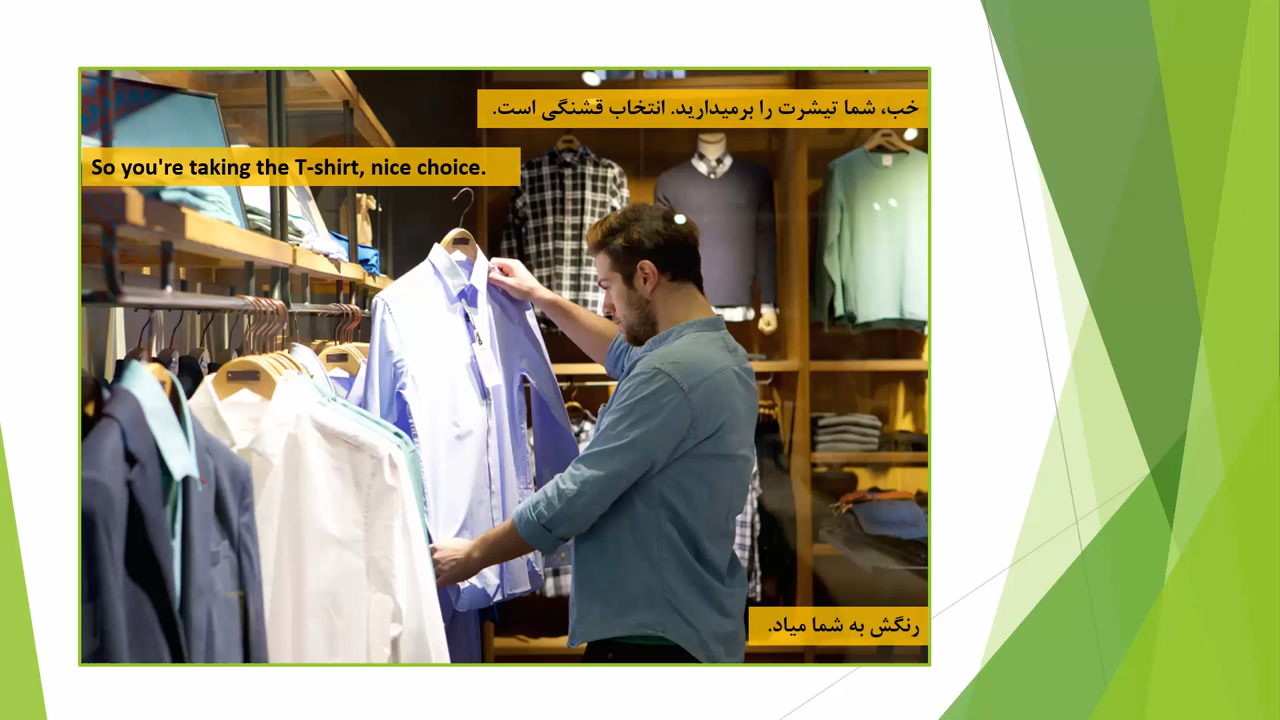 خب، شما تیشرت را برمیدارید. انتخاب قشنگی است.
So you're taking the T-shirt, nice choice.
رنگش به شما میاد.